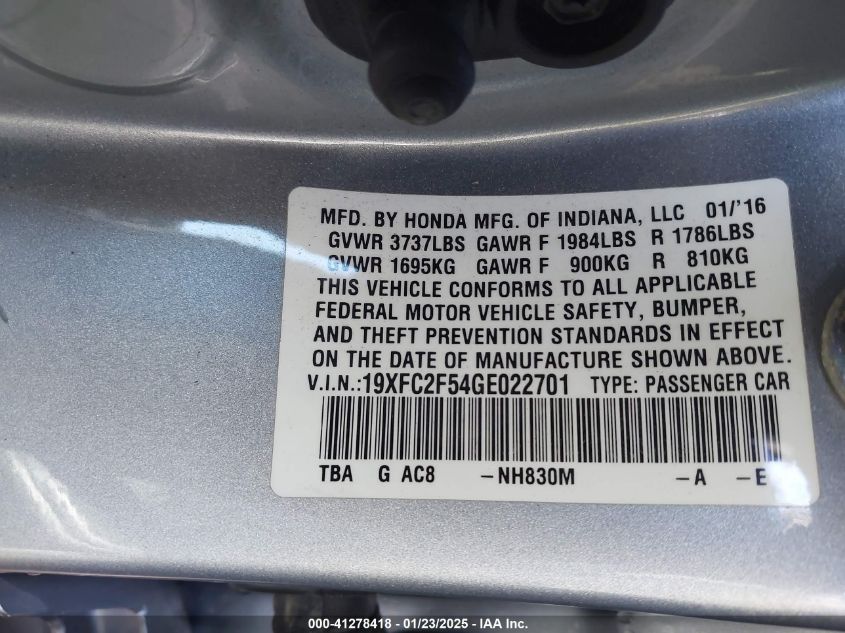 MFD. BY HONDA MFG. OF INDIANA, LLC 01/'16
GVWR 3737LBS GAWR F 1984LBS R 1786LBS
GVWR 1695KG GAWR F 900KG R 810KG
THIS VEHICLE CONFORMS TO ALL APPLICABLE
FEDERAL MOTOR VEHICLE SAFETY, BUMPER,
AND THEFT PREVENTION STANDARDS IN EFFECT
ON THE DATE OF MANUFACTURE SHOWN ABOVE.
V.I.N.:19XFC2F54GE022701 TYPE: PASSENGER CAR
TBA G AC8 -NH830M -A -E
000-41278418 - 01/23/2025 - IAA Inc.